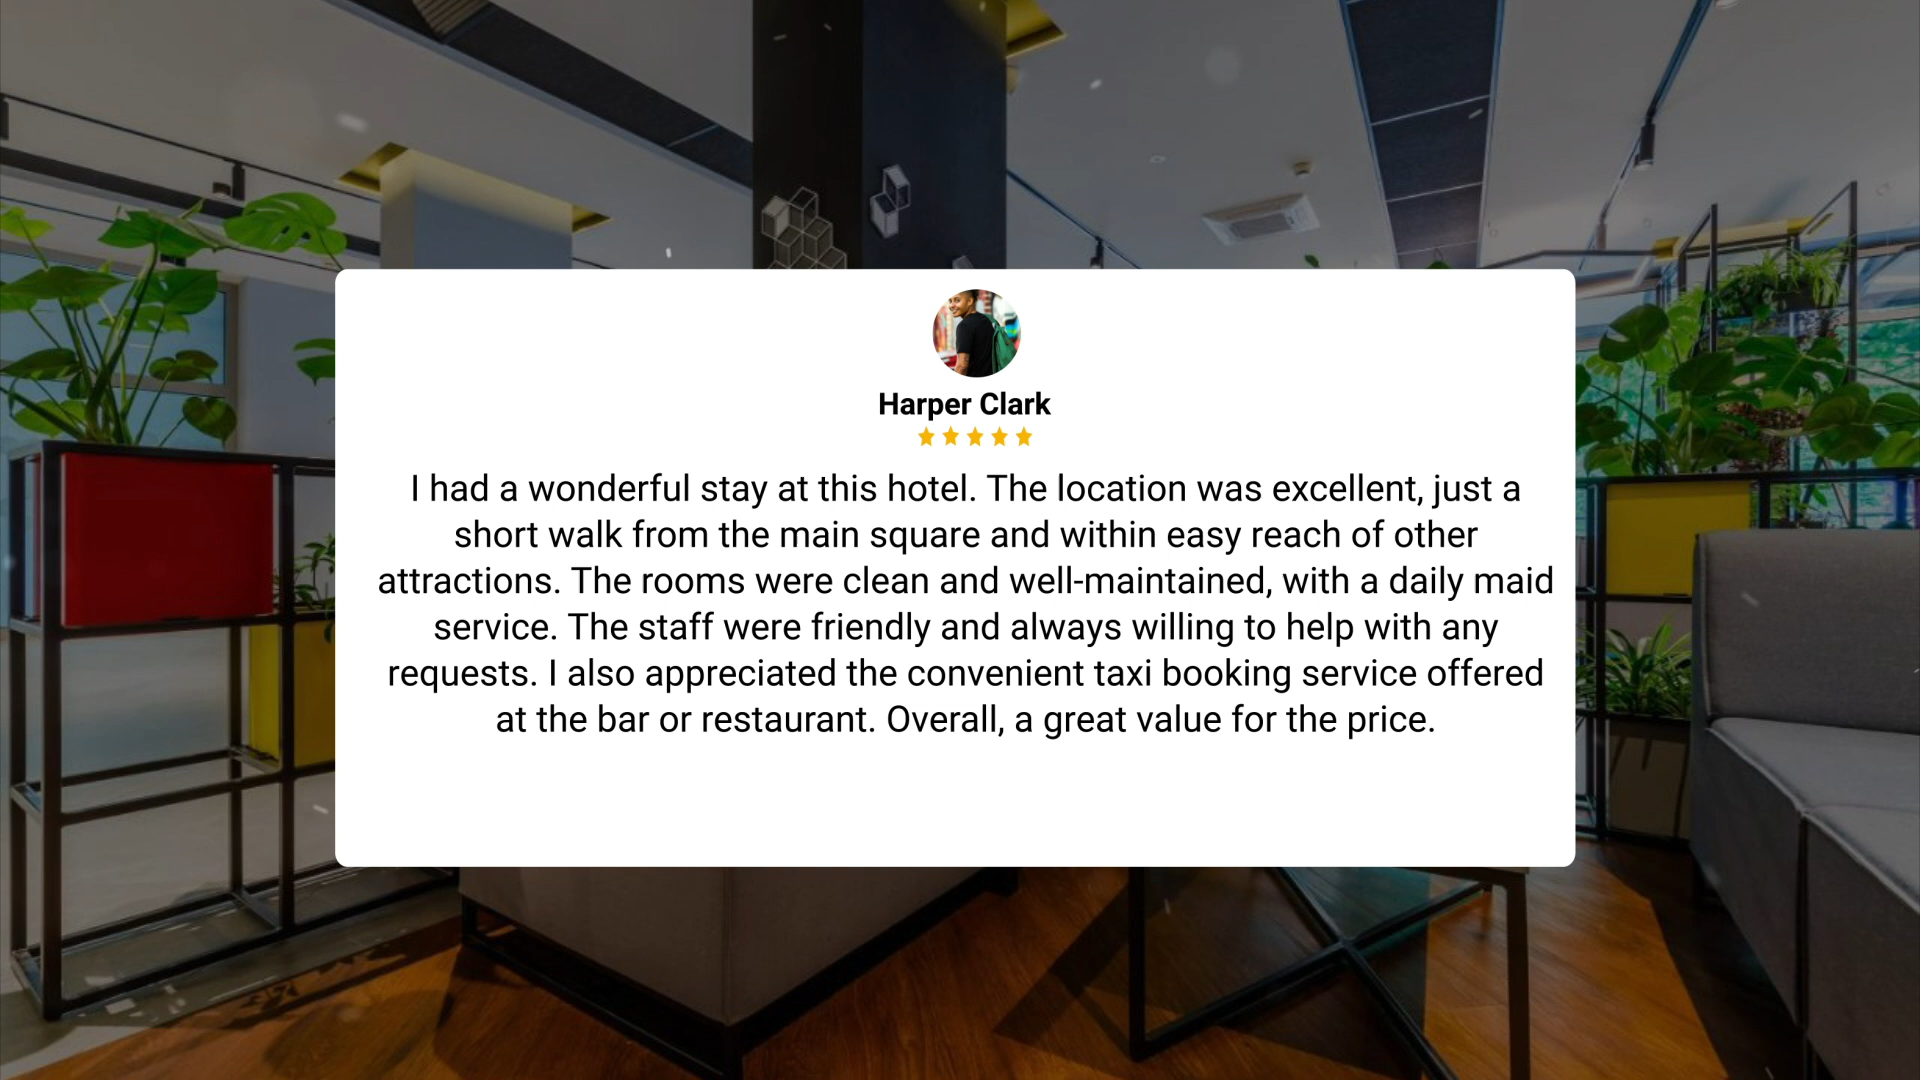 Harper Clark
I had a wonderful stay at this hotel. The location was excellent, just a
short walk from the main square and within easy reach of other
attractions. The rooms were clean and well-maintained, with a daily maid
service. The staff were friendly and always willing to help with any
requests. I also appreciated the convenient taxi booking service offered
at the bar or restaurant. Overall, a great value for the price.